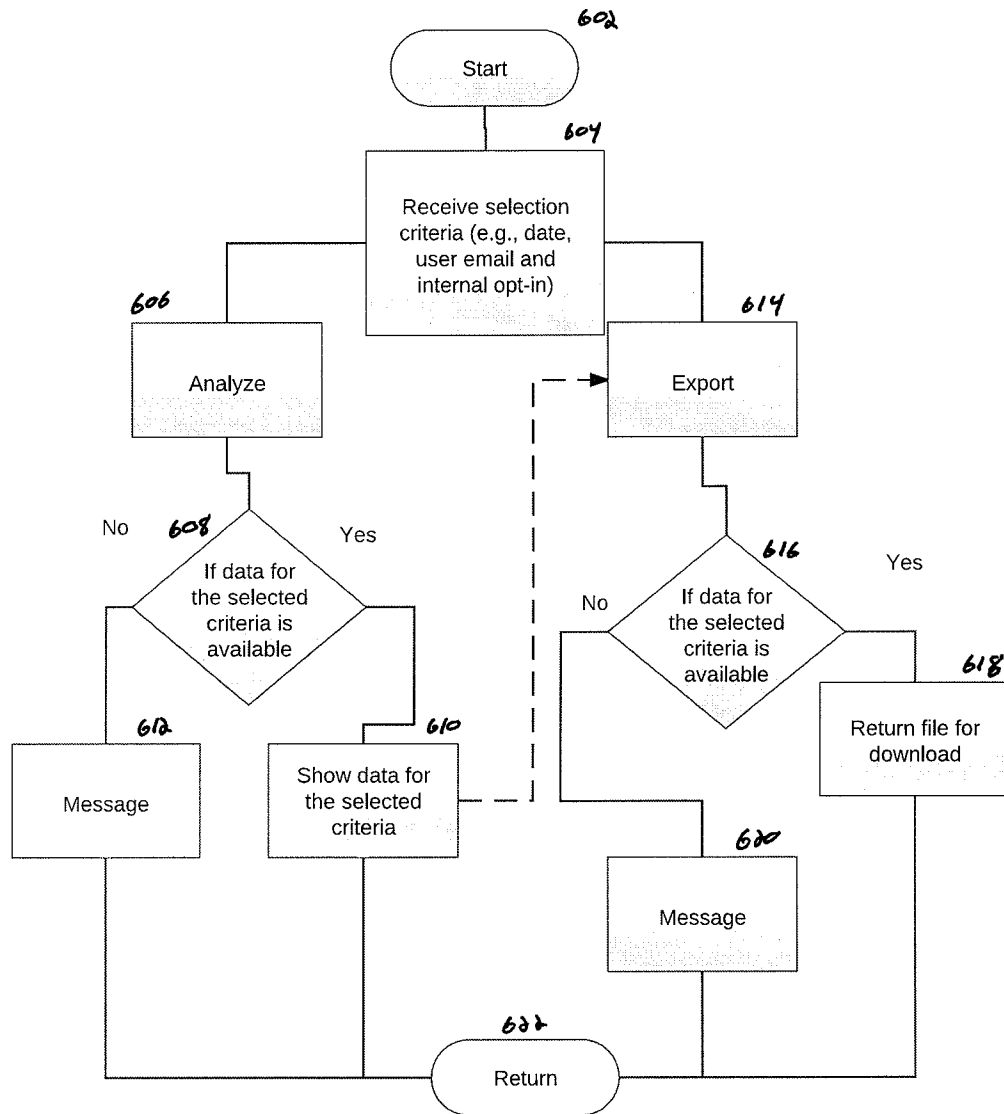 602
Start
604
Receive selection
criteria (e.g., date,
user email and
internal opt-in)
606
Analyze
614
Export
No
608
Yes
If data for
the selected
criteria is
available
616
No
Yes
If data for
the selected
criteria is
available
612
Message
610
Show data for
the selected
criteria
618
Return file for
download
620
Message
622
Return